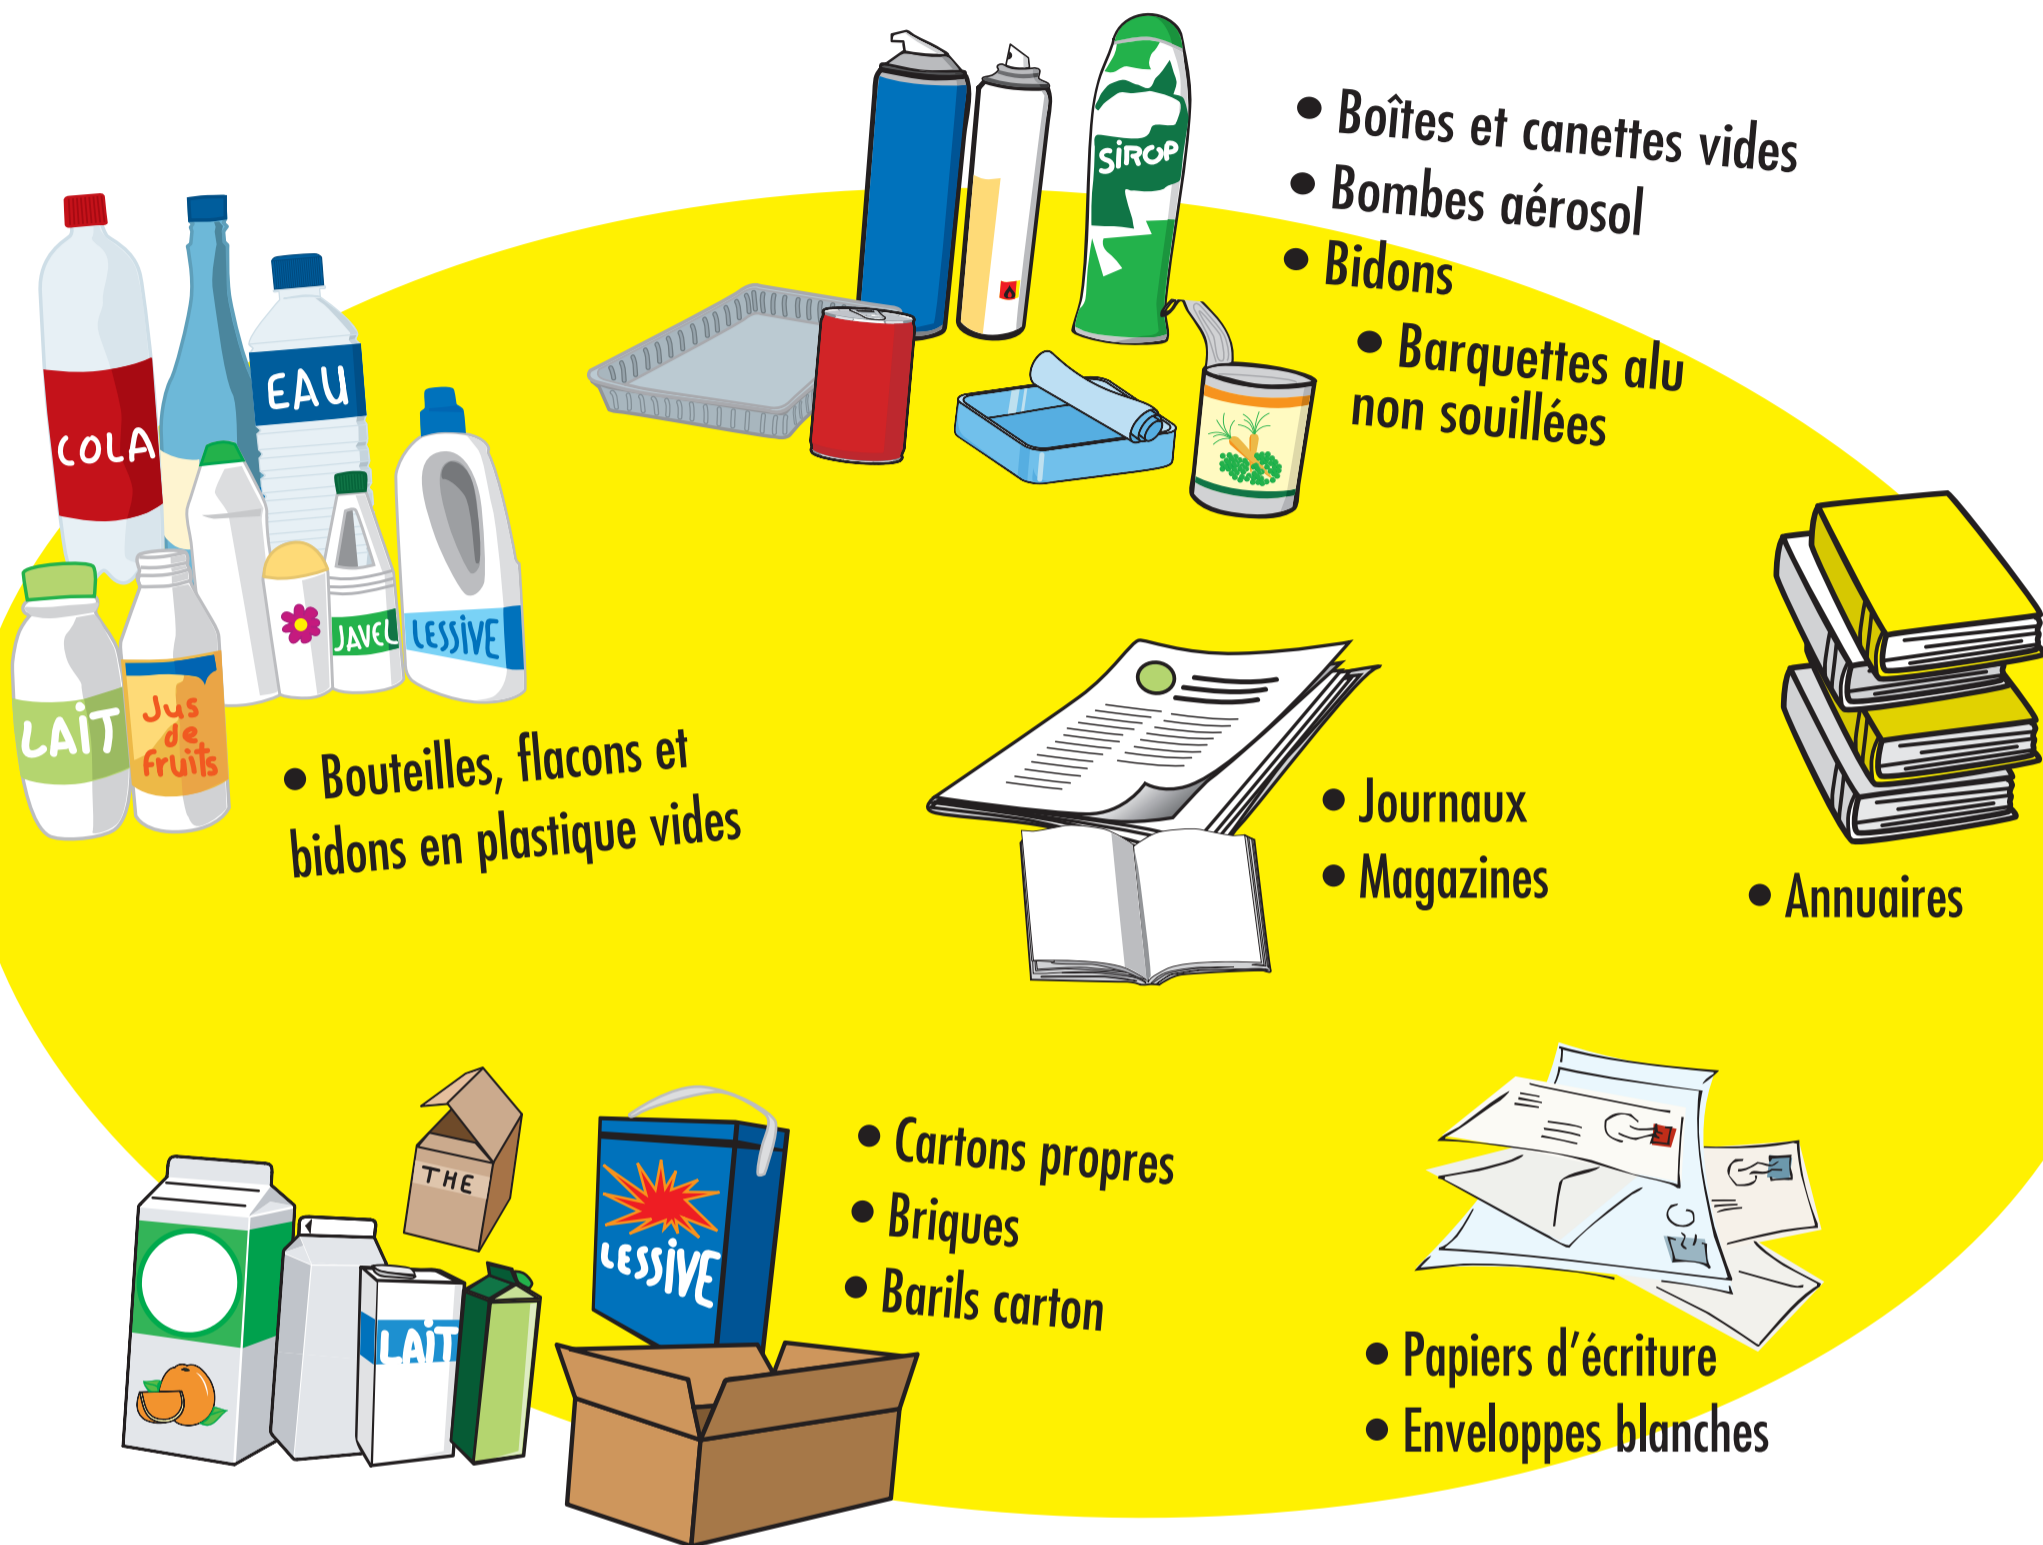 SiROP
• Boîtes et canettes vides
• Bombes aérosol
• Bidons
• Barquettes alu
non souillées
COLA
EAU
JAVEL
LESSiVE
LAiT
Jus
de
fruits
• Bouteilles, flacons et
bidons en plastique vides
• Journaux
• Magazines
• Annuaires
THE
LESSiVE
LAiT
• Cartons propres
• Briques
• Barils carton
• Papiers d'écriture
• Enveloppes blanches